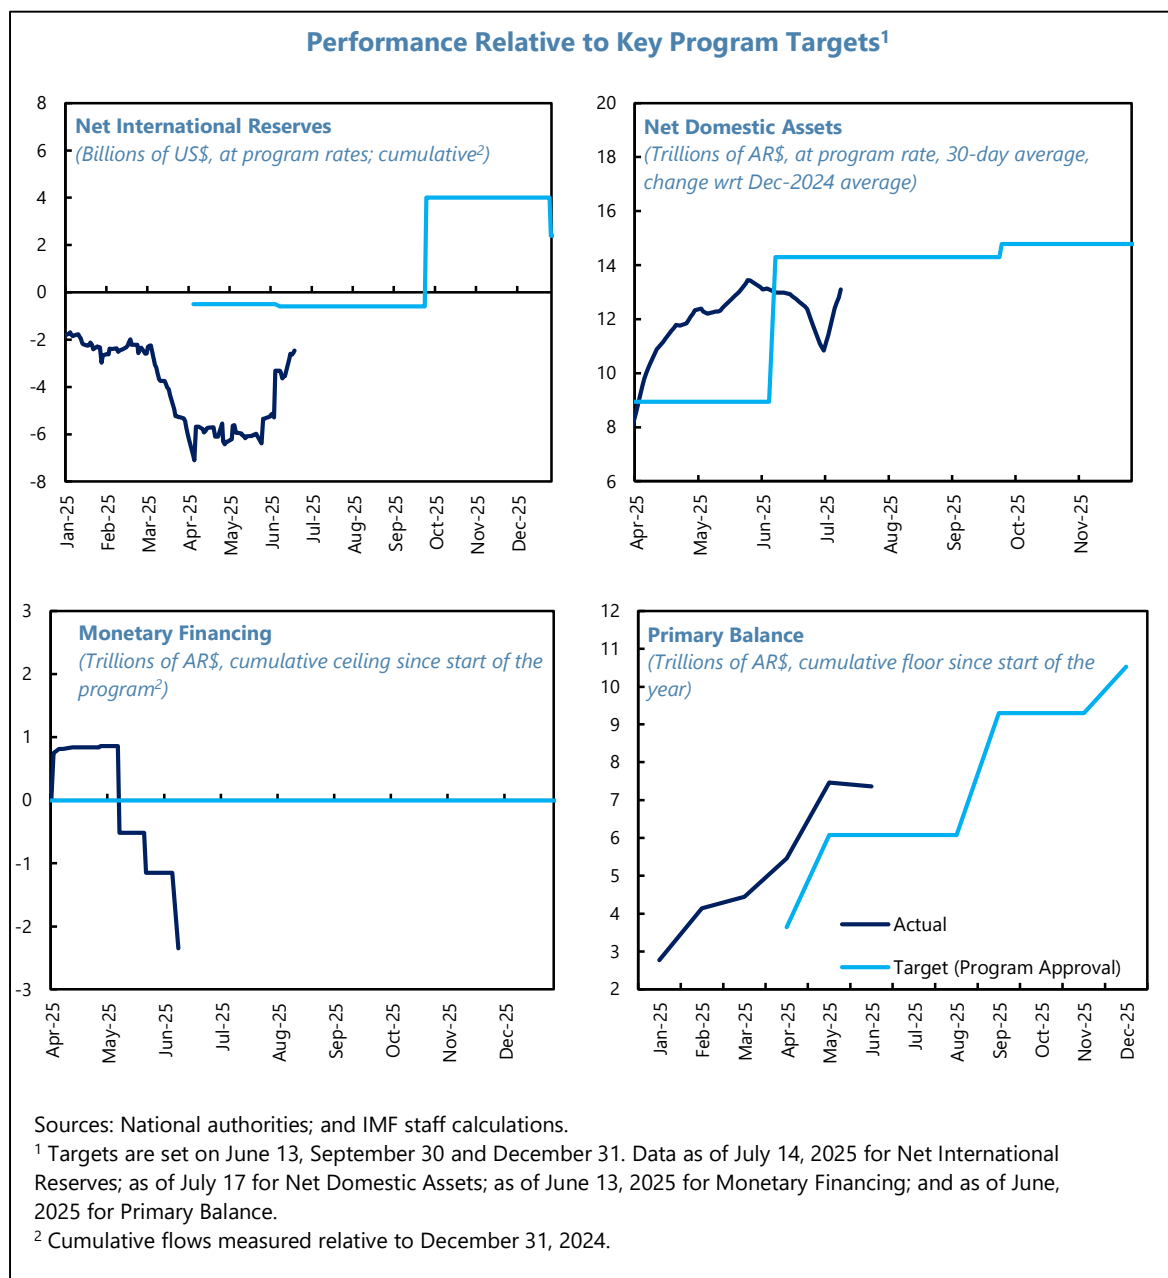 Performance Relative to Key Program Targets1
Net International Reserves
(Billions of US$, at program rates; cumulative2)
8
6
4
2
0
-2
-4
-6
-8
Jan-25
Feb-25
Mar-25
Apr-25
May-25
Jun-25
Jul-25
Aug-25
Sep-25
Oct-25
Nov-25
Dec-25
Net Domestic Assets
(Trillions of AR$, at program rate, 30-day average,
change wrt Dec-2024 average)
20
18
16
14
12
10
8
6
Apr-25
May-25
Jun-25
Jul-25
Aug-25
Sep-25
Oct-25
Nov-25
Monetary Financing
(Trillions of AR$, cumulative ceiling since start of the
program2)
3
2
1
0
-1
-2
-3
Apr-25
May-25
Jun-25
Jul-25
Aug-25
Sep-25
Oct-25
Nov-25
Dec-25
Primary Balance
(Trillions of AR$, cumulative floor since start of the
year)
12
11
10
9
8
7
6
5
4
3
2
Actual
Target (Program Approval)
Jan-25
Feb-25
Mar-25
Apr-25
May-25
Jun-25
Jul-25
Aug-25
Sep-25
Oct-25
Nov-25
Dec-25
Sources: National authorities; and IMF staff calculations.
1 Targets are set on June 13, September 30 and December 31. Data as of July 14, 2025 for Net International
Reserves; as of July 17 for Net Domestic Assets; as of June 13, 2025 for Monetary Financing; and as of June,
2025 for Primary Balance.
2 Cumulative flows measured relative to December 31, 2024.